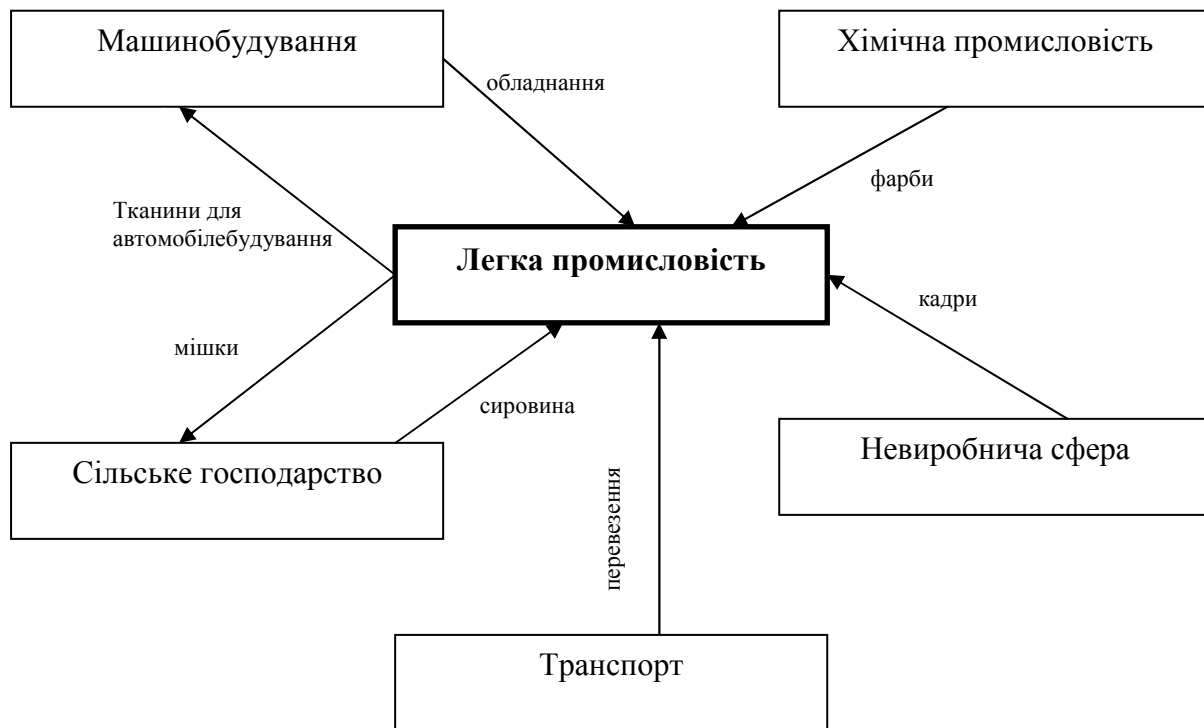 Машинобудування
Хімічна промисловість
обладнання
фарби
Тканини для
автомобілебудування
Легка промисловість
кадри
мішки
сировина
Невиробнича сфера
Сільське господарство
перевезення
Транспорт